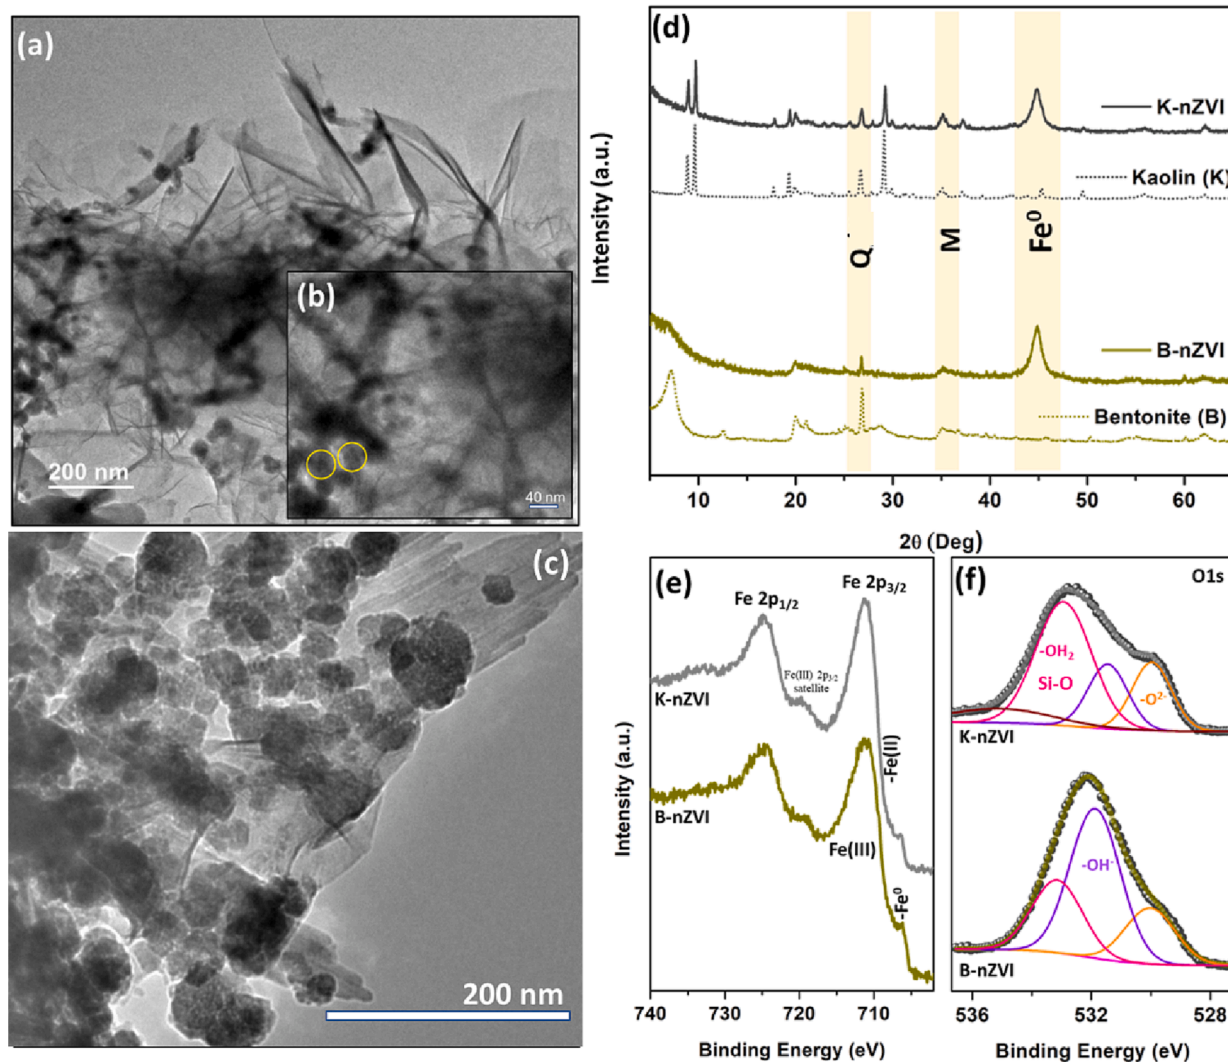 (a)
(b)
200 nm
40 nm
(c)
200 nm
(d)
Intensity (a.u.)
K-nZVI
Kaolin (K)
Q
M
Fe⁰
B-nZVI
Bentonite (B)
10 20 30 40 50 60
2θ (Deg)
(e)
Fe 2p1/2
Fe 2p3/2
Fe(III) 2p3/2
satellite
K-nZVI
-Fe(II)
B-nZVI
Fe(III)
-Fe⁰
Intensity (a.u.)
740 730 720 710
Binding Energy (eV)
(f)
O1s
-OH₂
Si-O
-O²⁻
K-nZVI
-OH⁻
B-nZVI
536 532 528
Binding Energy (eV)